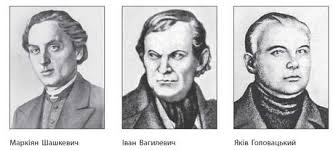 Маркіян Шашкевич
Іван Вагилевич
Яків Головацький